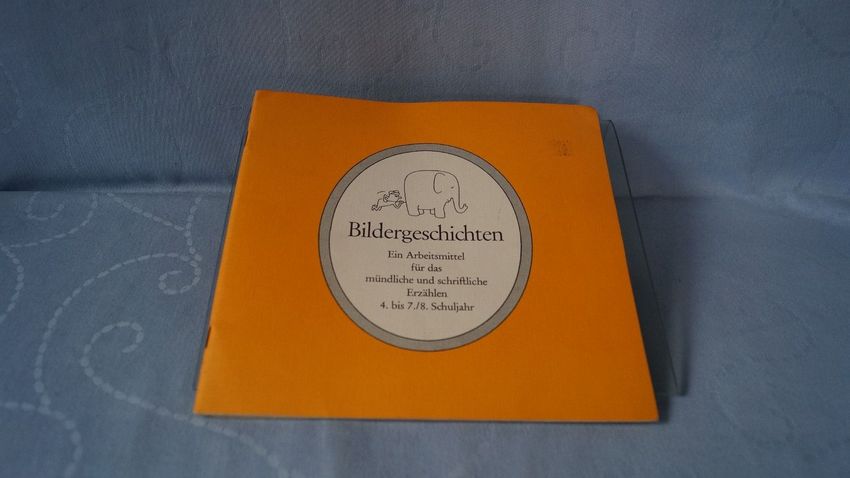 Bildergeschichten
Ein Arbeitsmittel
für das
mündliche und schriftliche
Erzählen
4. bis 7./8. Schuljahr